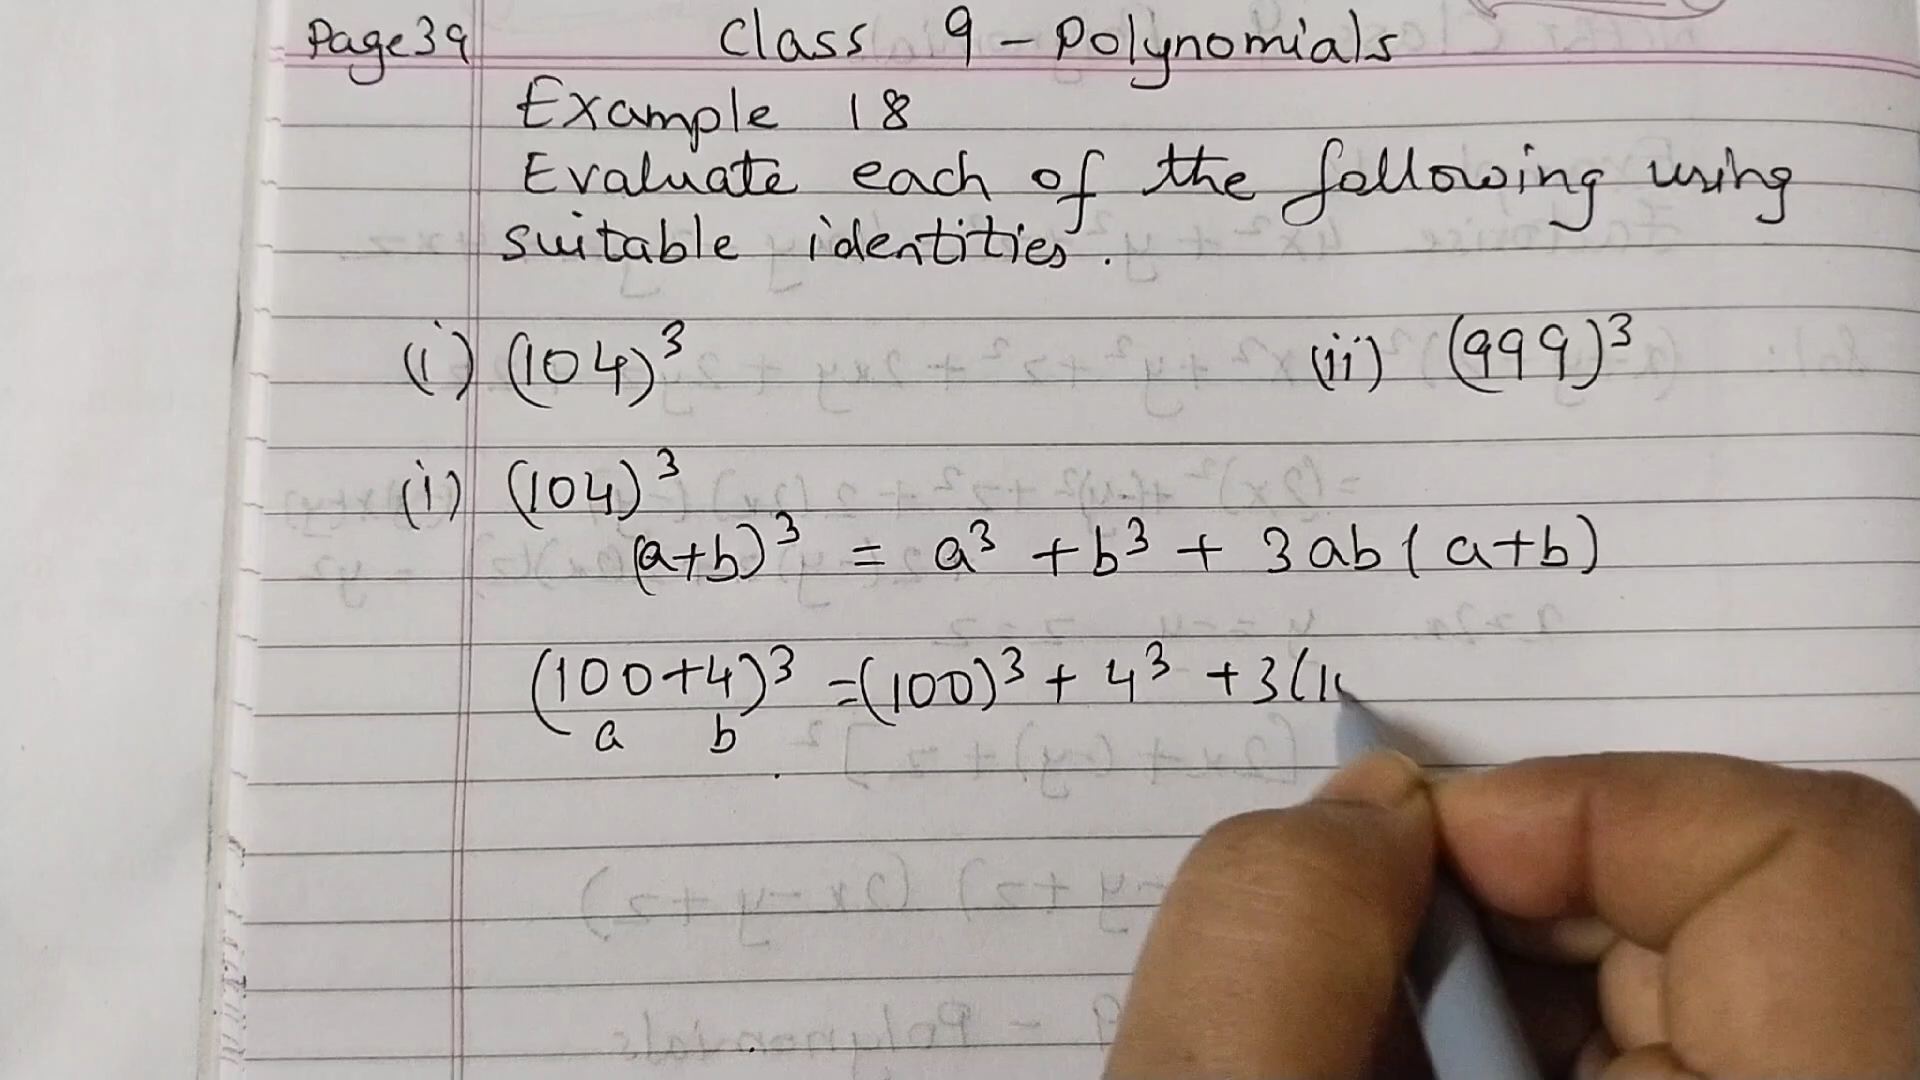 Page 39 Class 9 - Polynomials
Example 18
Evaluate each of the following using
suitable identities.
(i) (104)³ (ii) (999)³
(i) (104)³
(a+b)³ = a³ + b³ + 3ab(a+b)
(100+4)³ = (100)³ + 4³ + 3(10
a b